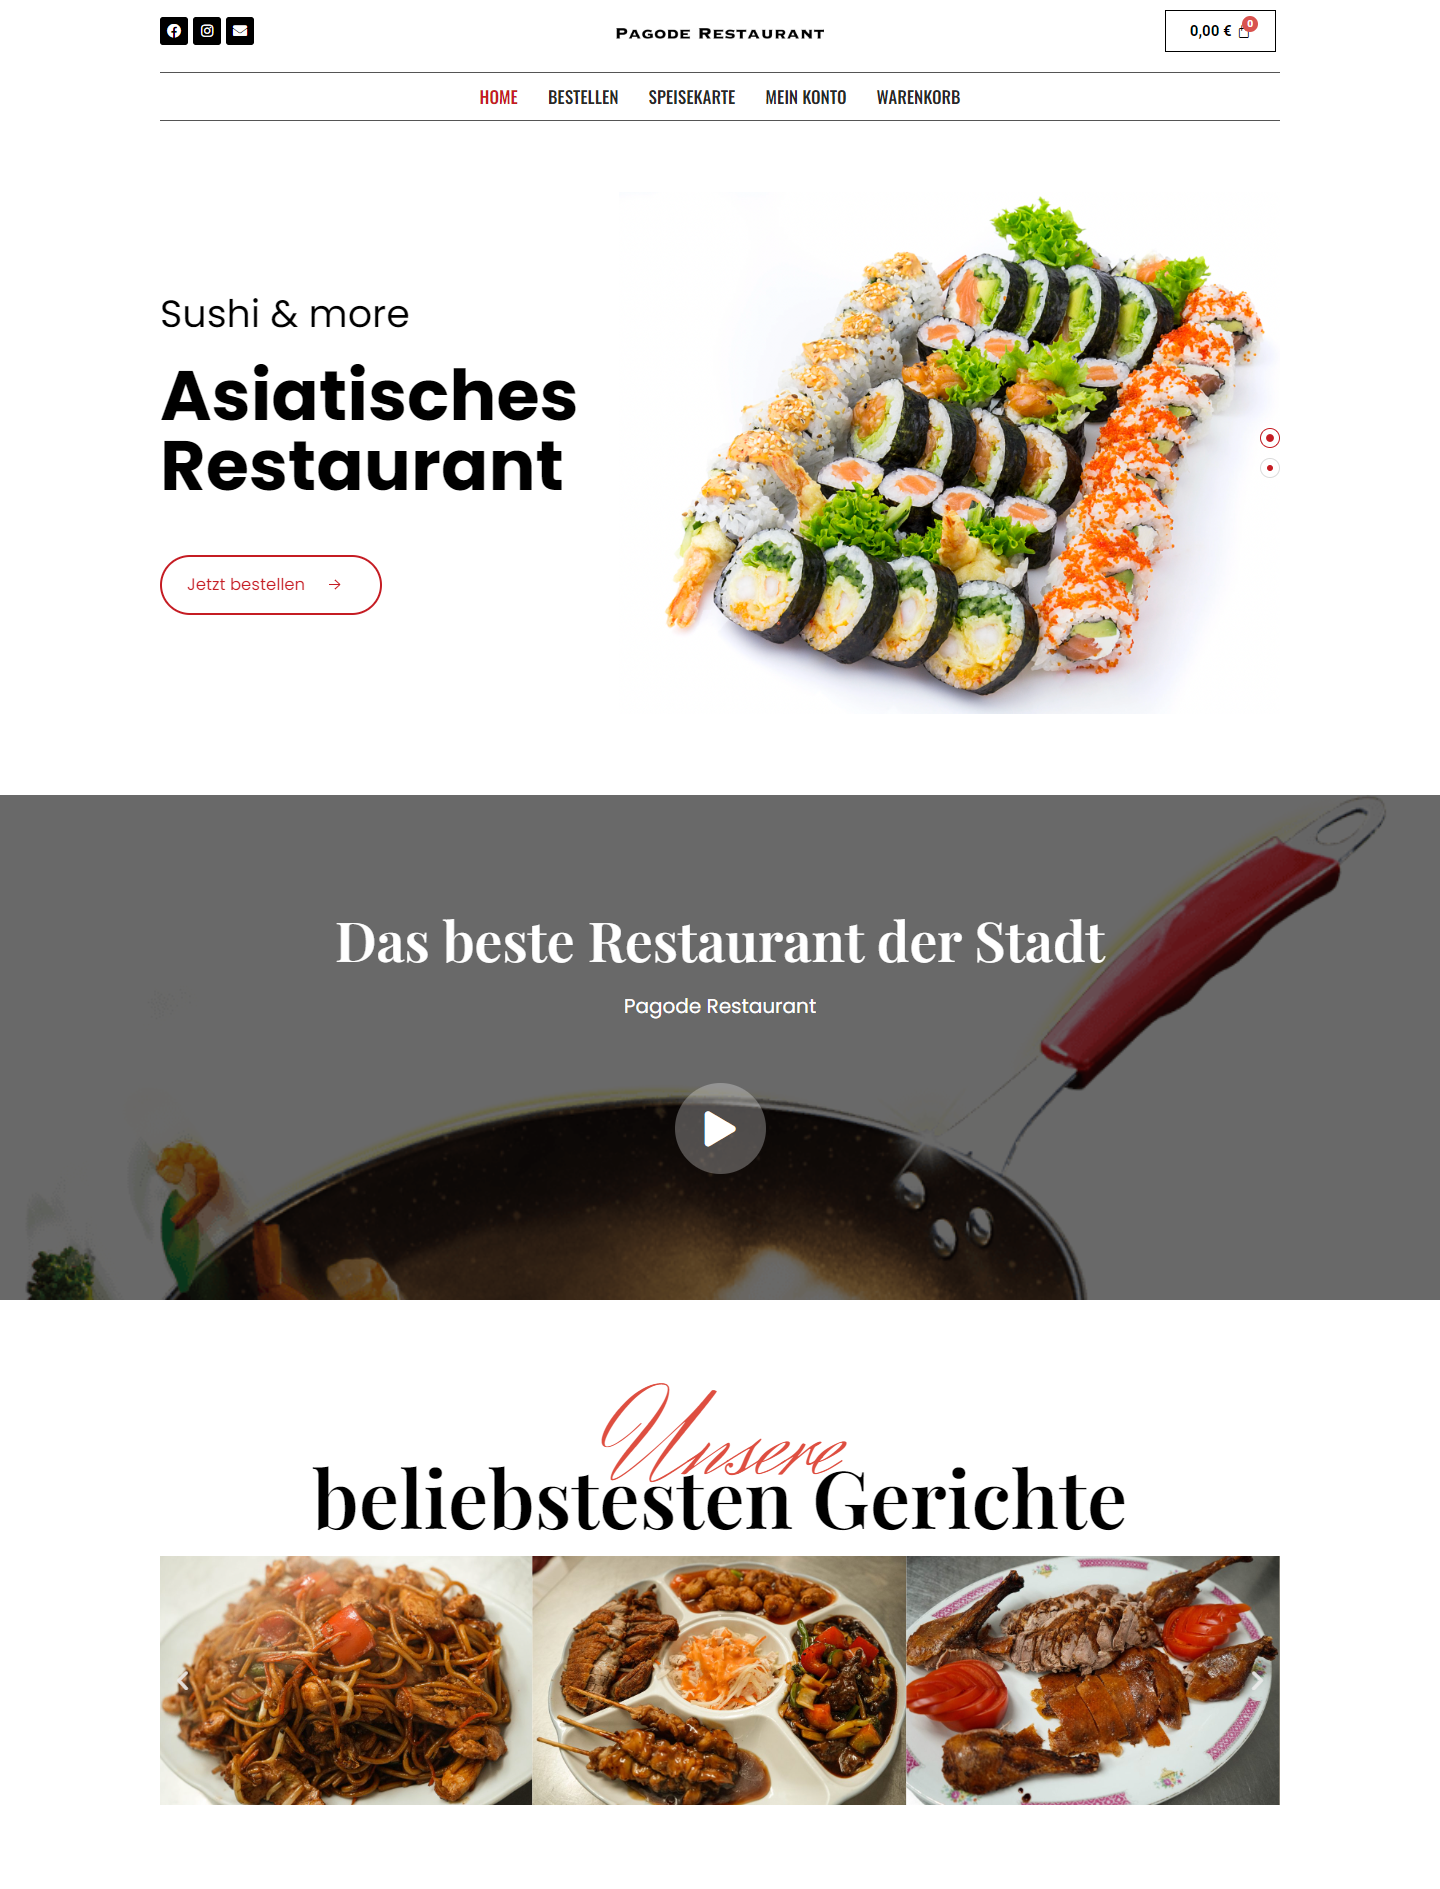 Pagode Restaurant
0,00 €
0
HOME
BESTELLEN
SPEISEKARTE
MEIN KONTO
WARENKORB
Sushi & more
Asiatisches
Restaurant
Jetzt bestellen
Das beste Restaurant der Stadt
Pagode Restaurant
Unsere
beliebstesten Gerichte